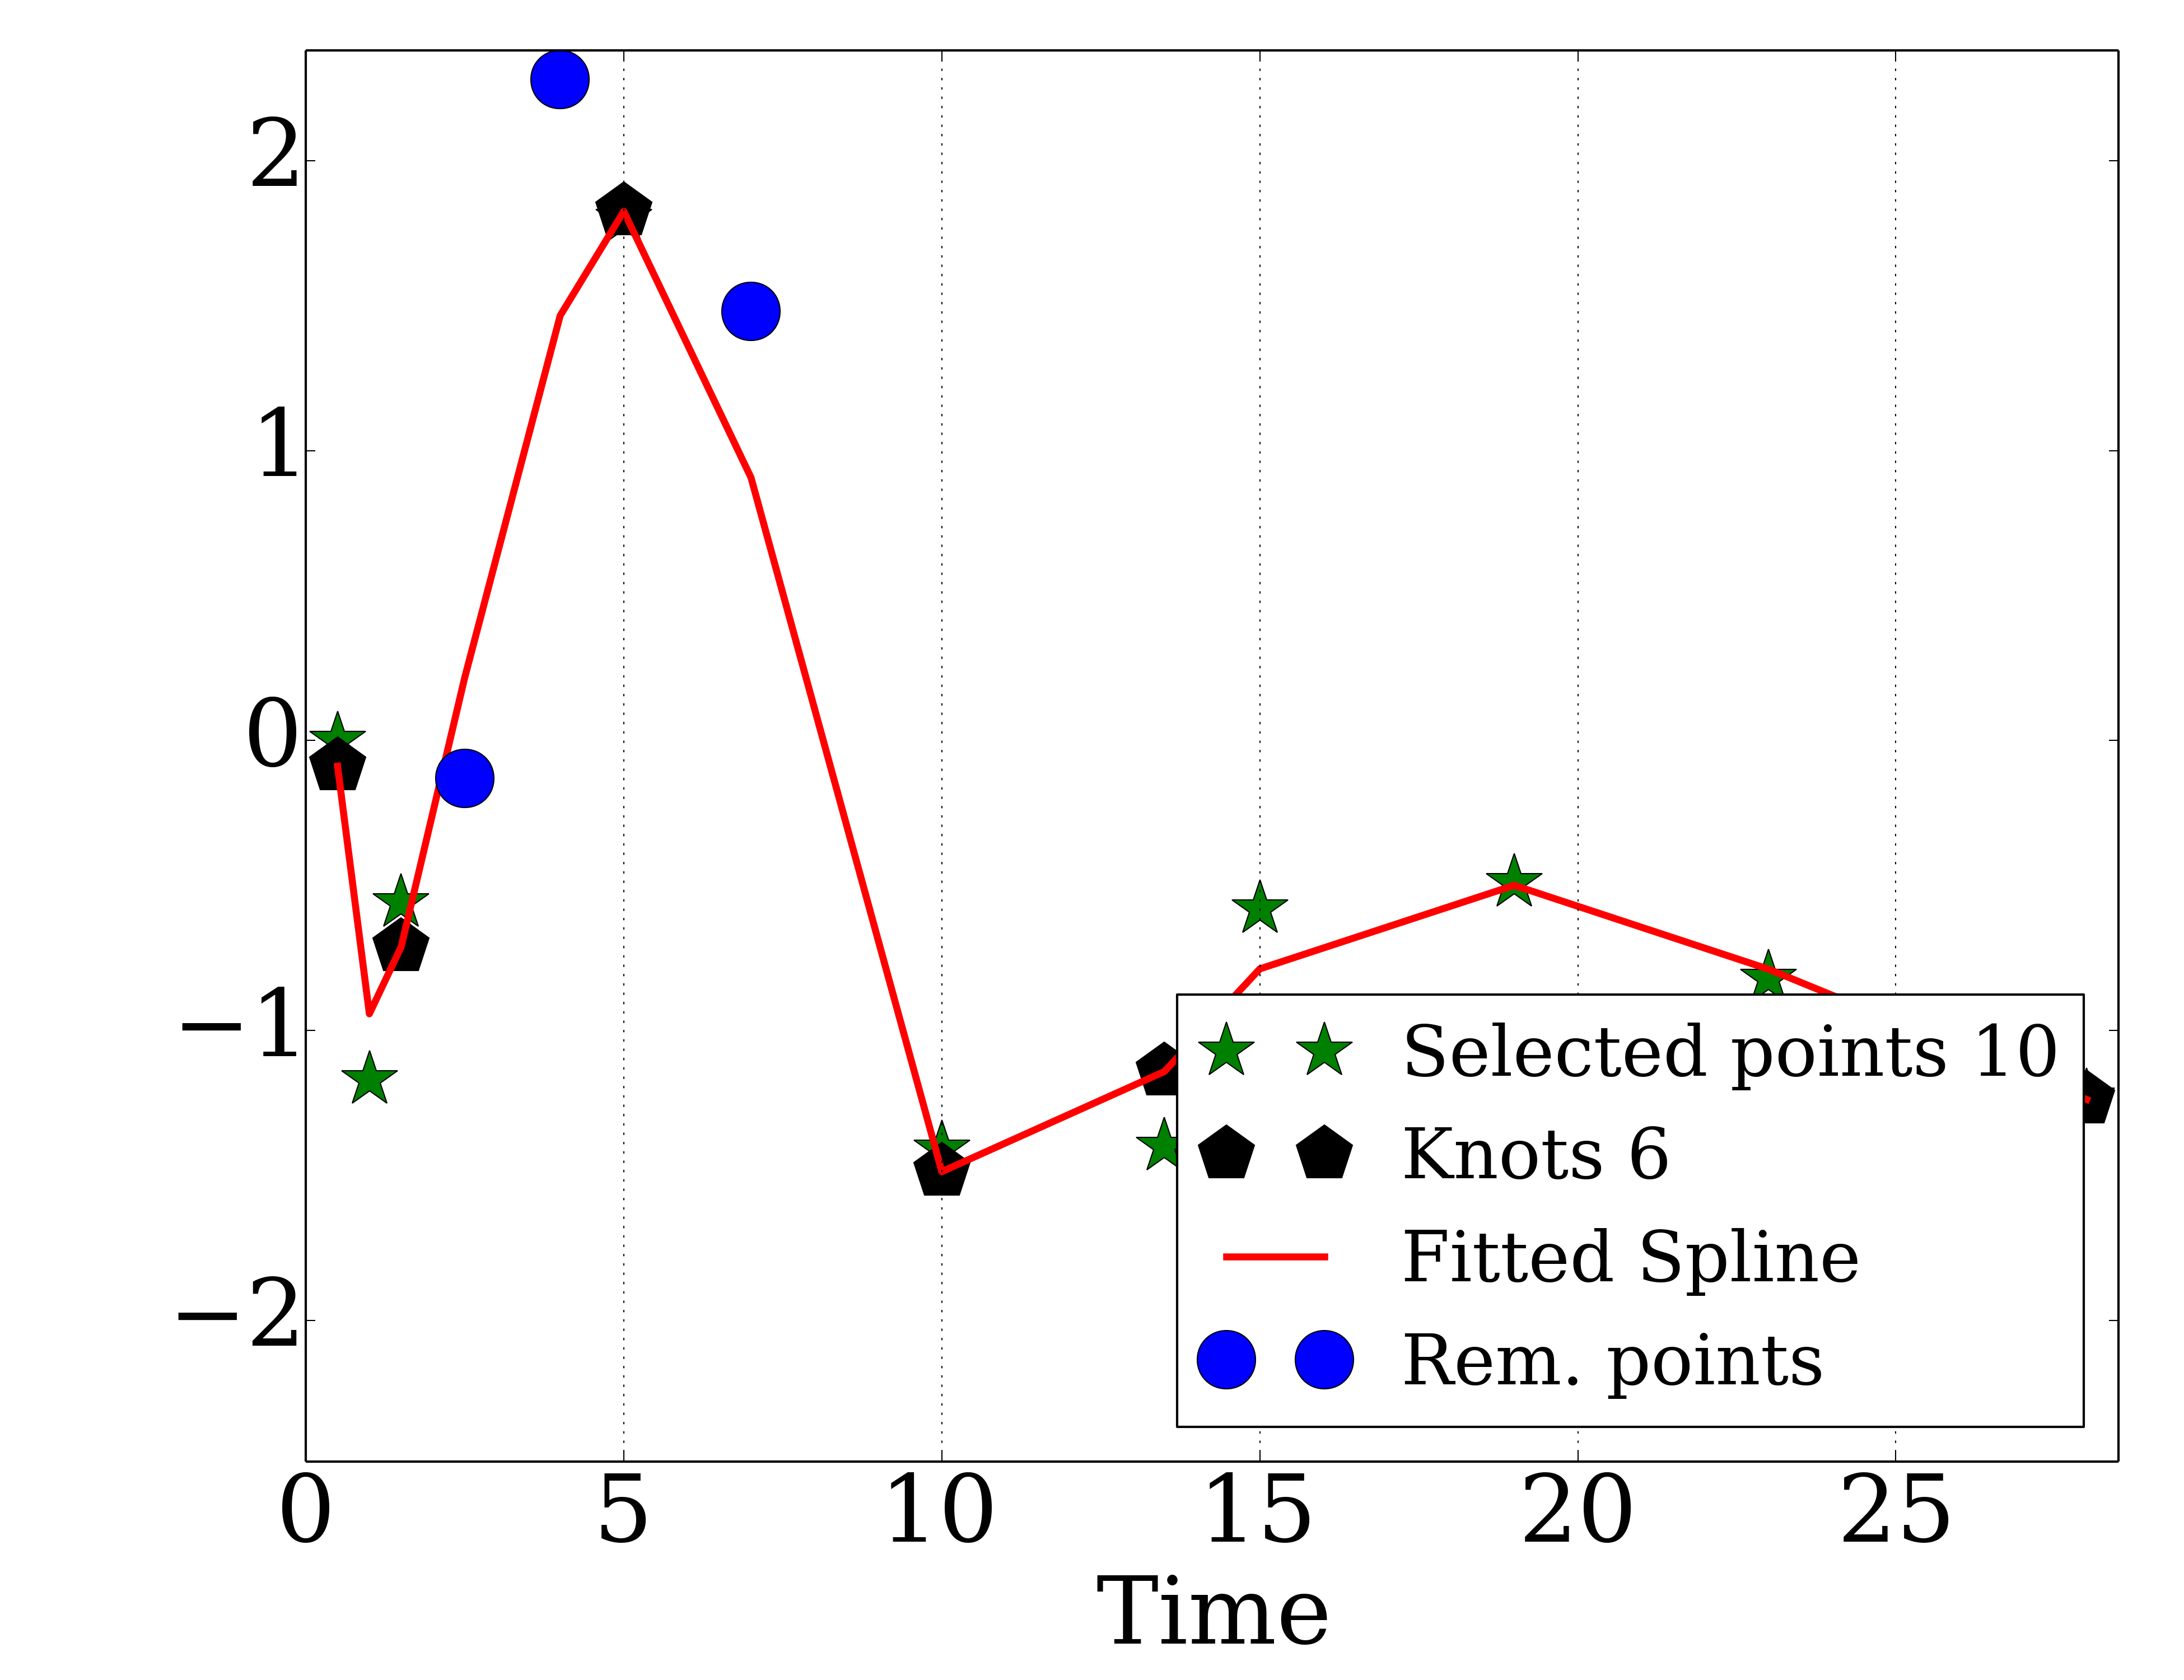 2
1
0
−1
−2
0 5 10 15 20 25
Time
Selected points 10
Knots 6
Fitted Spline
Rem. points